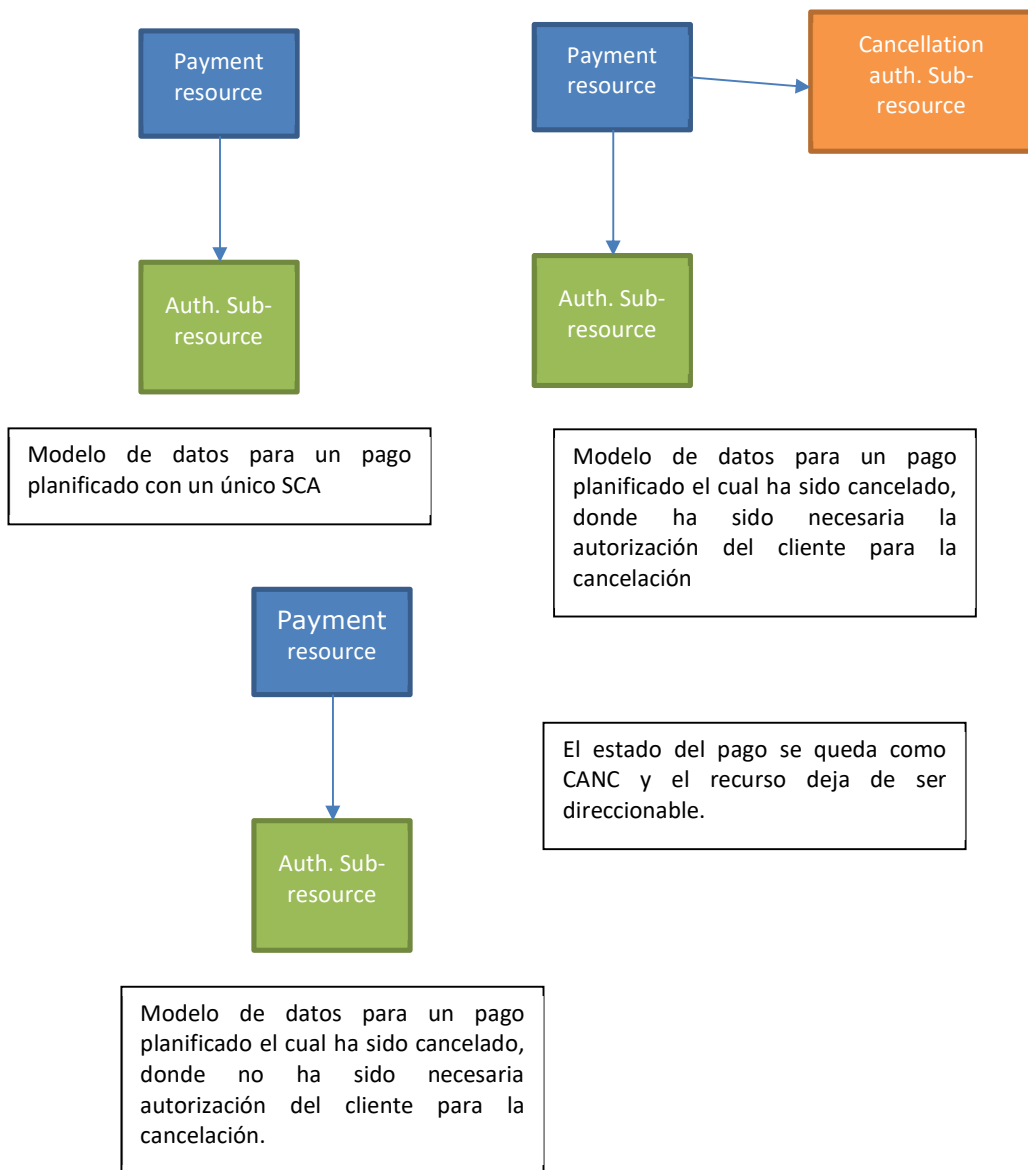 Payment
resource
Payment
resource
Cancellation
auth. Sub-
resource
Auth. Sub-
resource
Auth. Sub-
resource
Modelo de datos para un pago
planificado con un único SCA
Modelo de datos para un pago
planificado el cual ha sido cancelado,
donde ha sido necesaria la
autorización del cliente para la
cancelación
Payment
resource
El estado del pago se queda como
CANC y el recurso deja de ser
direccionable.
Auth. Sub-
resource
Modelo de datos para un pago
planificado el cual ha sido cancelado,
donde no ha sido necesaria
autorización del cliente para la
cancelación.